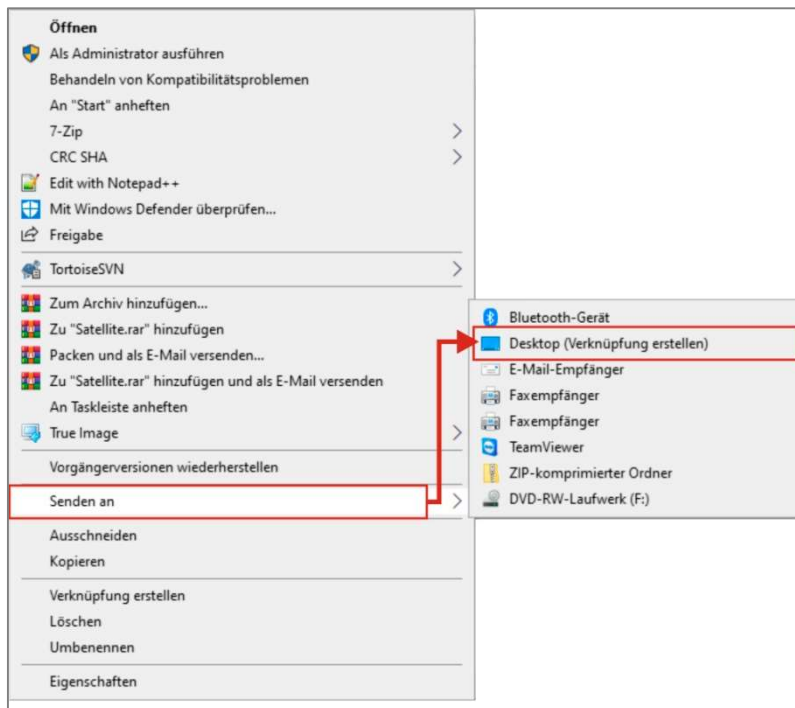 Öffnen
Als Administrator ausführen
Behandeln von Kompatibilitätsproblemen
An "Start" anheften
7-Zip
CRC SHA
Edit with Notepad++
Mit Windows Defender überprüfen...
Freigabe
TortoiseSVN
Zum Archiv hinzufügen...
Zu "Satellite.rar" hinzufügen
Packen und als E-Mail versenden...
Zu "Satellite.rar" hinzufügen und als E-Mail versenden
An Taskleiste anheften
True Image
Vorgängerversionen wiederherstellen
Senden an
Ausschneiden
Kopieren
Verknüpfung erstellen
Löschen
Umbenennen
Eigenschaften
Bluetooth-Gerät
Desktop (Verknüpfung erstellen)
E-Mail-Empfänger
Faxempfänger
Faxempfänger
TeamViewer
ZIP-komprimierter Ordner
DVD-RW-Laufwerk (F:)